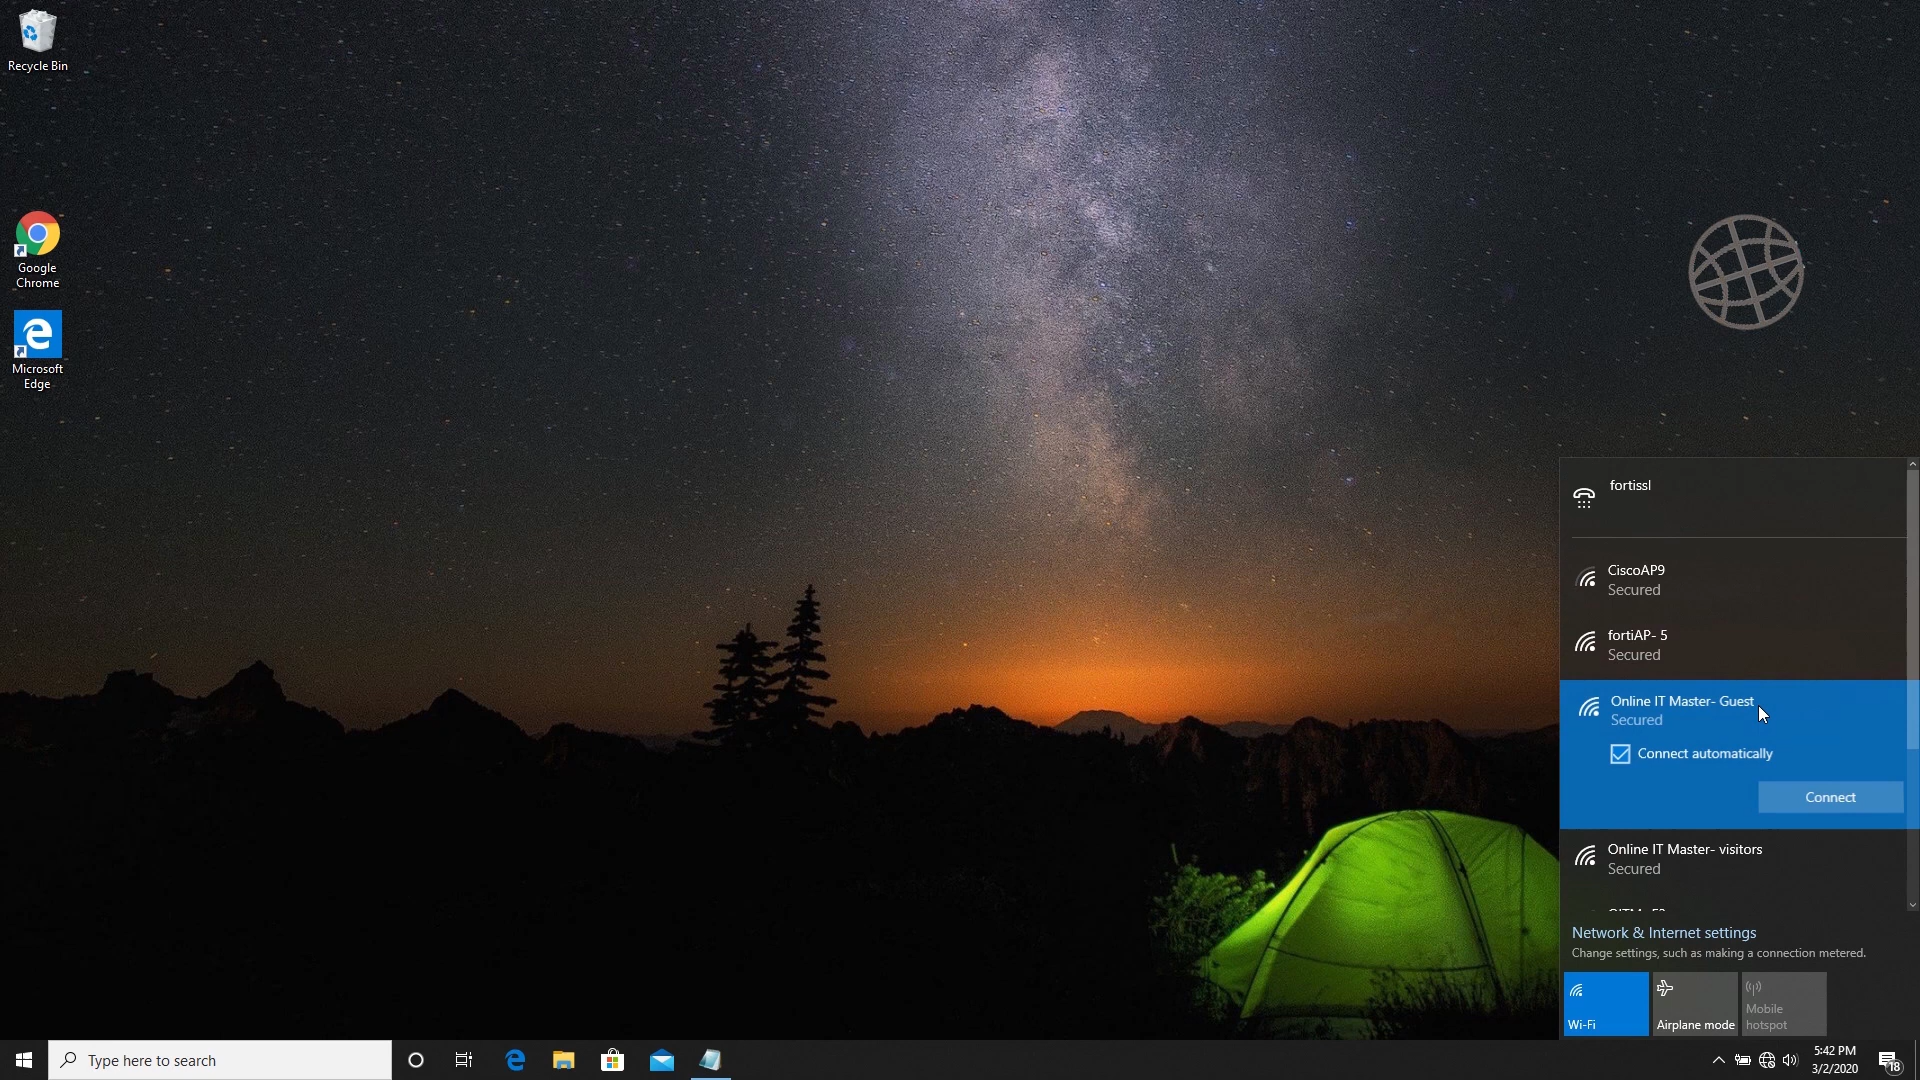 Recycle Bin
Google
Chrome
Microsoft
Edge
fortissl
CiscoAP9
Secured
fortiAP- 5
Secured
Online IT Master- Guest
Secured
Connect automatically
Connect
Online IT Master- visitors
Secured
Network & Internet settings
Change settings, such as making a connection metered.
Wi-Fi
Airplane mode
Mobile
hotspot
Type here to search
5:42 PM
3/2/2020
18